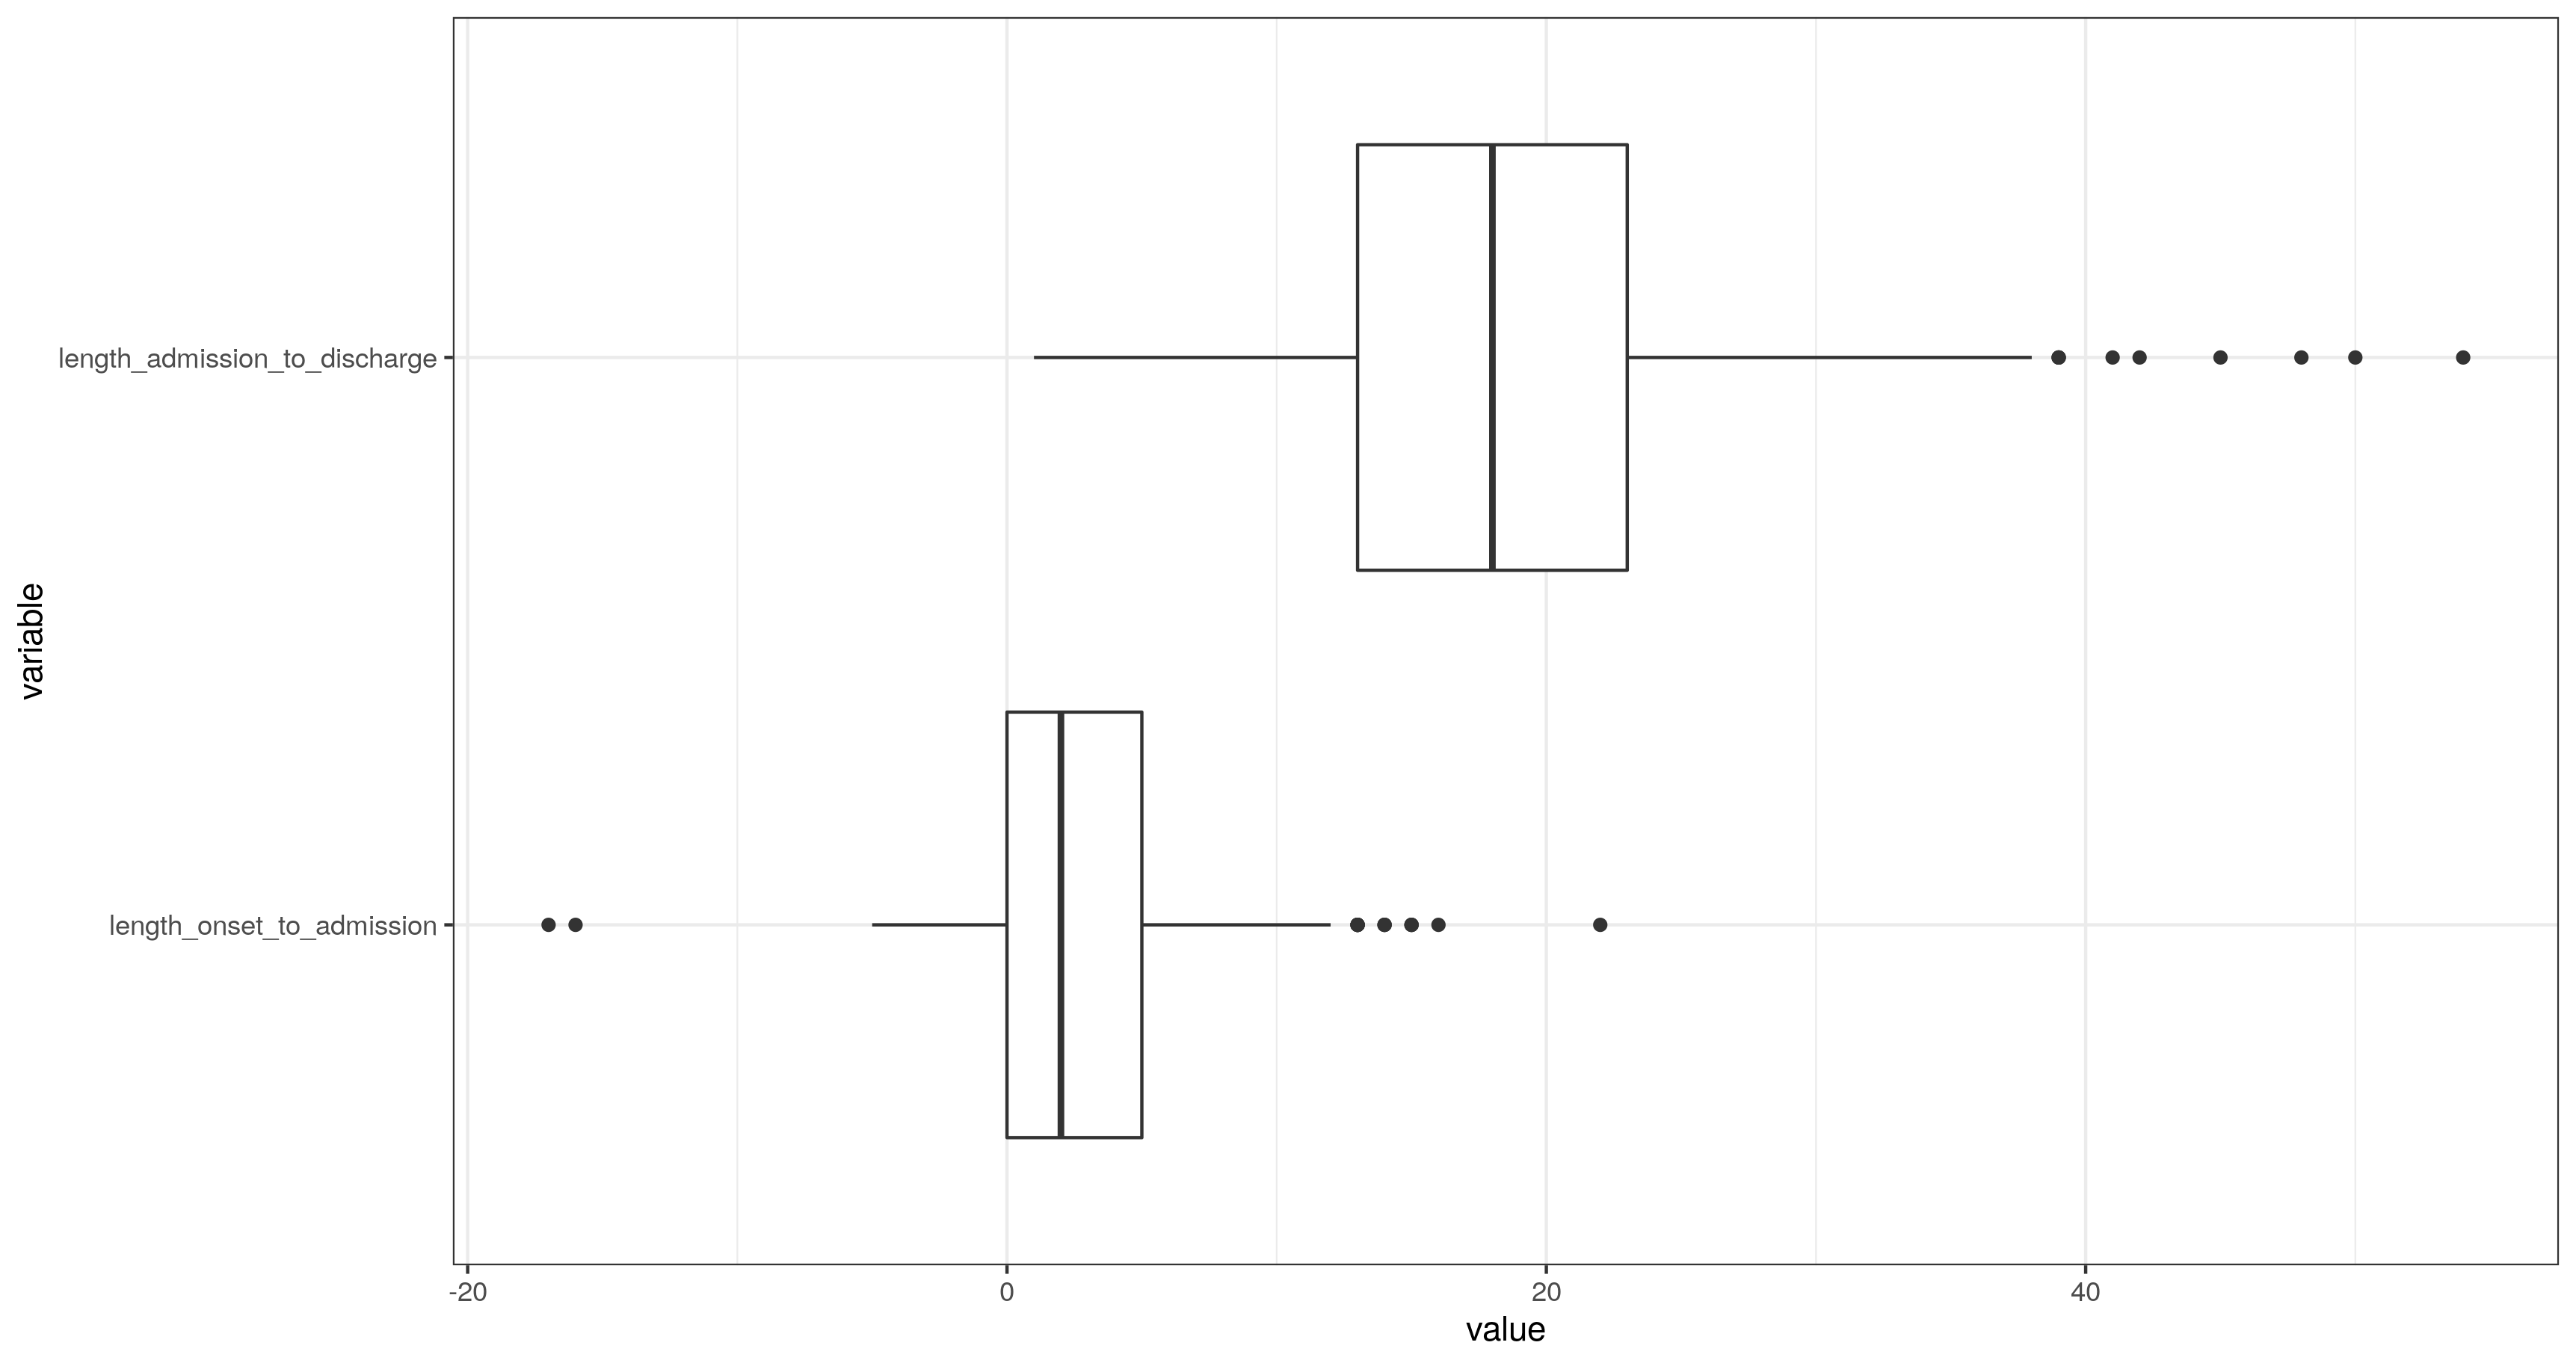 variable
length_admission_to_discharge
length_onset_to_admission
-20 0 20 40
value